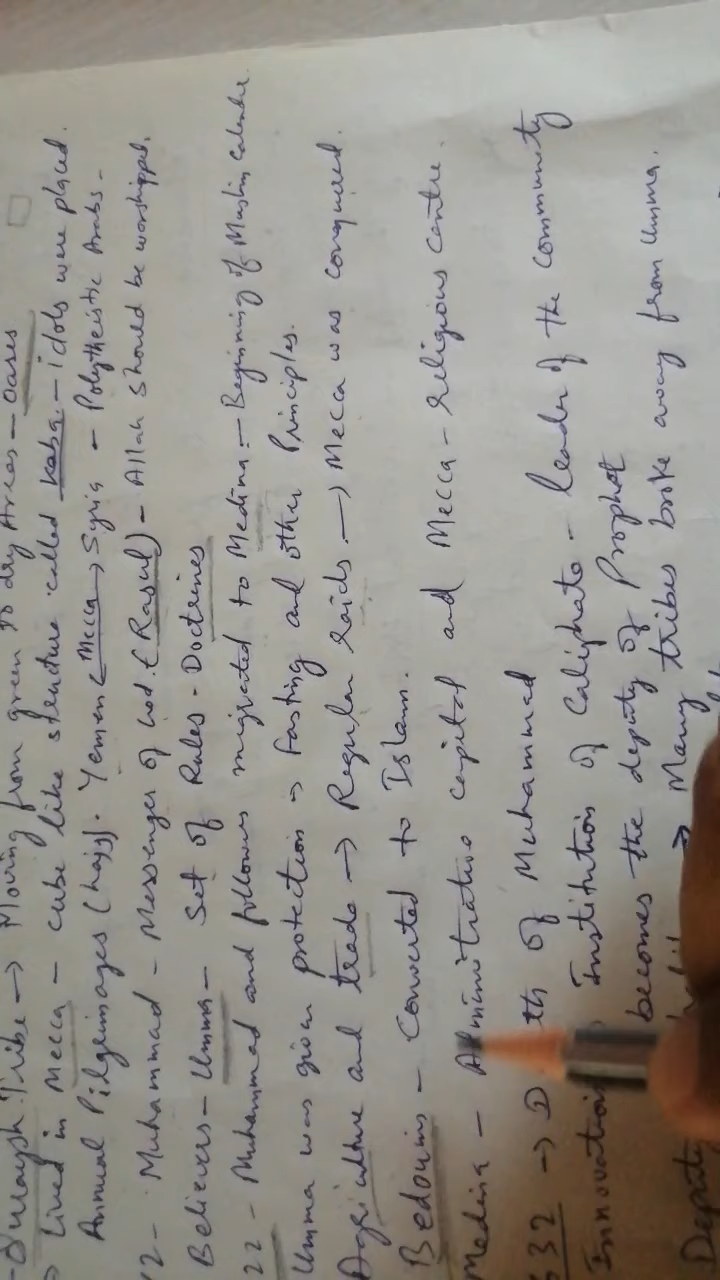 Quraysh Tribe → Moving from green to dry Areas – Oases
→ Lived in Mecca – cube like structure called Kaba – idols were placed.
Annual Pilgrimages (hajj). Yemen ← Mecca → Syria – Polytheistic Arabs –
12 – Muhammad – Messenger of God. (Rasul) – Allah should be worshipped.
Believers – Umma – Set of Rules – Doctrines
22 – Muhammad and followers migrated to Medina – Beginning of Muslim
Umma was given protection → Fasting and other Principles.
Agriculture and trade → Regular Raids → Mecca was conquered.
Bedouins – Converted to Islam.
Medina – Administrative capital and Mecca – Religious Centre.
632 → D th of Muhammad
Innovation Institution of Caliphate – leader of the Community
becomes the deputy of Prophet
Deputy → Many tribes broke away from Umma.